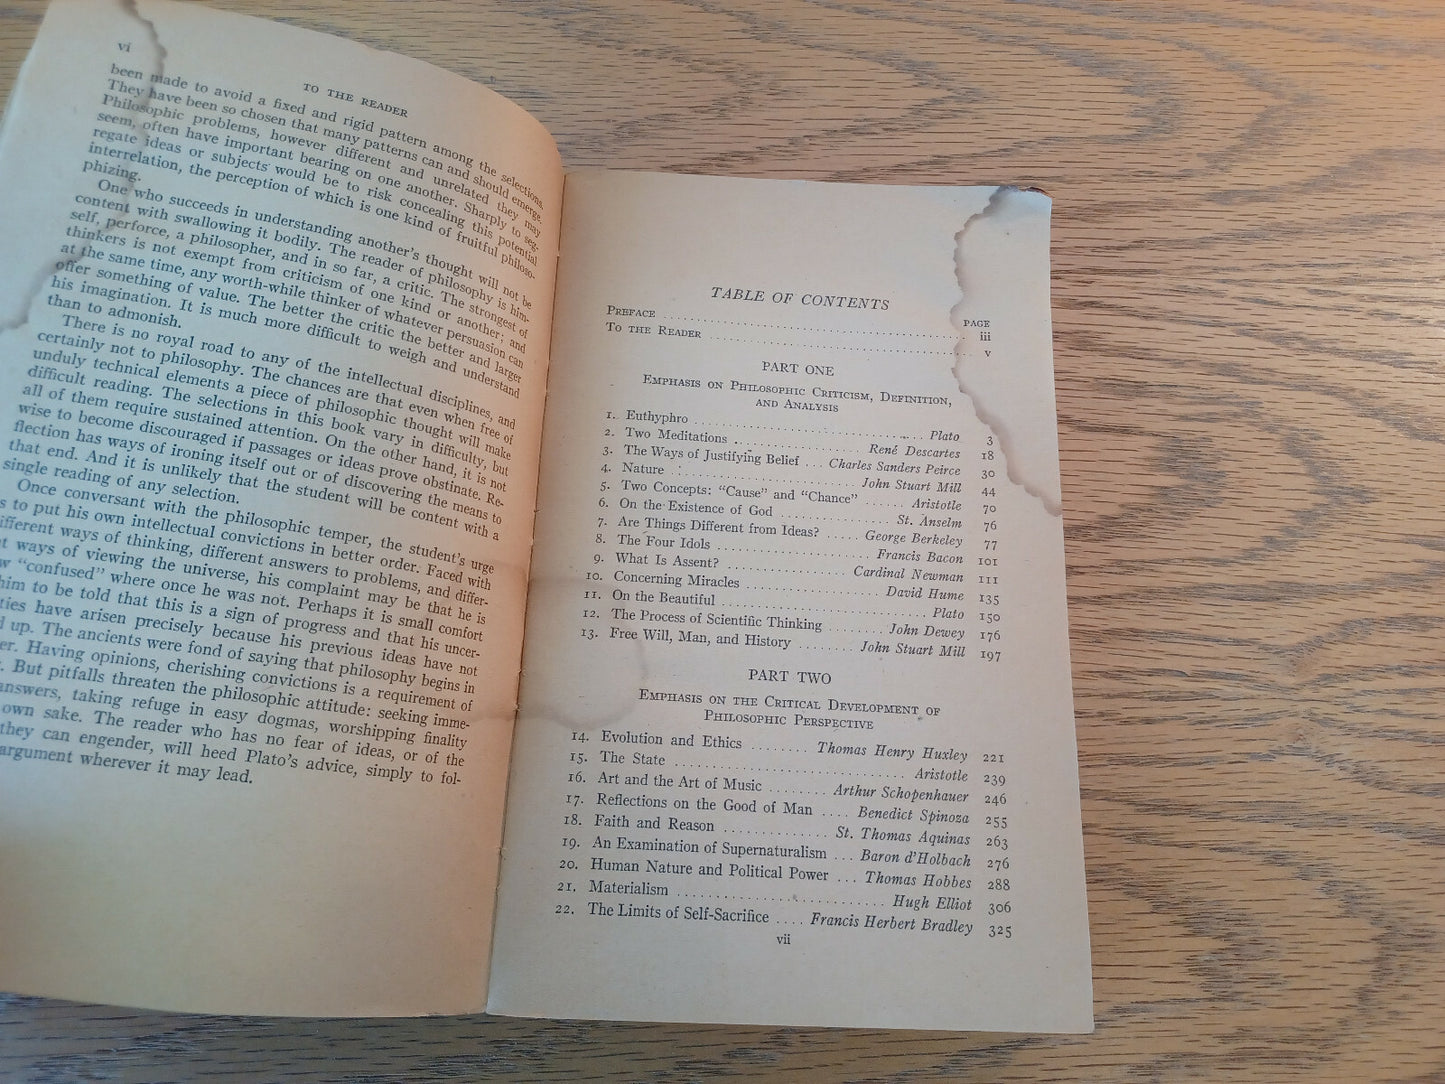 vi
TO THE READER
been made to avoid a fixed and rigid pattern among the selections.
They have been so chosen that many patterns can and should emerge.
Philosophic problems, however different and unrelated they may
seem, often have important bearing on one another. Sharply to seg-
regate ideas or subjects would be to risk concealing this potential
interrelation, the perception of which is one kind of fruitful philoso-
phizing.
One who succeeds in understanding another's thought will not be
content with swallowing it bodily. The reader of philosophy is him-
self, perforce, a philosopher, and in so far, a critic. The strongest of
thinkers is not exempt from criticism of one kind or another; and
at the same time, any worth-while thinker of whatever persuasion can
offer something of value. The better the critic the better and larger
his imagination. It is much more difficult to weigh and understand
than to admonish.
There is no royal road to any of the intellectual disciplines, and
certainly not to philosophy. The chances are that even when free of
unduly technical elements a piece of philosophic thought will make
difficult reading. The selections in this book vary in difficulty, but
all of them require sustained attention. On the other hand, it is not
wise to become discouraged if passages or ideas prove obstinate. Re-
flection has ways of ironing itself out or of discovering the means to
that end. And it is unlikely that the student will be content with a
single reading of any selection.
Once conversant with the philosophic temper, the student's urge
to put his own intellectual convictions in better order. Faced with
different ways of thinking, different answers to problems, and differ-
ways of viewing the universe, his complaint may be that he is
"confused" where once he was not. Perhaps it is small comfort
him to be told that this is a sign of progress and that his uncer-
ties have arisen precisely because his previous ideas have not
up. The ancients were fond of saying that philosophy begins in
Having opinions, cherishing convictions is a requirement of
But pitfalls threaten the philosophic attitude: seeking imme-
answers, taking refuge in easy dogmas, worshipping finality
own sake. The reader who has no fear of ideas, or of the
they can engender, will heed Plato's advice, simply to fol-
argument wherever it may lead.
TABLE OF CONTENTS
PAGE
PREFACE iii
TO THE READER v
PART ONE
EMPHASIS ON PHILOSOPHIC CRITICISM, DEFINITION,
AND ANALYSIS
1. Euthyphro Plato 3
2. Two Meditations René Descartes 18
3. The Ways of Justifying Belief Charles Sanders Peirce 30
4. Nature John Stuart Mill 44
5. Two Concepts: "Cause" and "Chance" Aristotle 70
6. On the Existence of God St. Anselm 76
7. Are Things Different from Ideas? George Berkeley 77
8. The Four Idols Francis Bacon 101
9. What Is Assent? Cardinal Newman 111
10. Concerning Miracles David Hume 135
11. On the Beautiful Plato 150
12. The Process of Scientific Thinking John Dewey 176
13. Free Will, Man, and History John Stuart Mill 197
PART TWO
EMPHASIS ON THE CRITICAL DEVELOPMENT OF
PHILOSOPHIC PERSPECTIVE
14. Evolution and Ethics Thomas Henry Huxley 221
15. The State Aristotle 239
16. Art and the Art of Music Arthur Schopenhauer 246
17. Reflections on the Good of Man Benedict Spinoza 255
18. Faith and Reason St. Thomas Aquinas 263
19. An Examination of Supernaturalism Baron d'Holbach 276
20. Human Nature and Political Power Thomas Hobbes 288
21. Materialism Hugh Elliot 306
22. The Limits of Self-Sacrifice Francis Herbert Bradley 325
vii